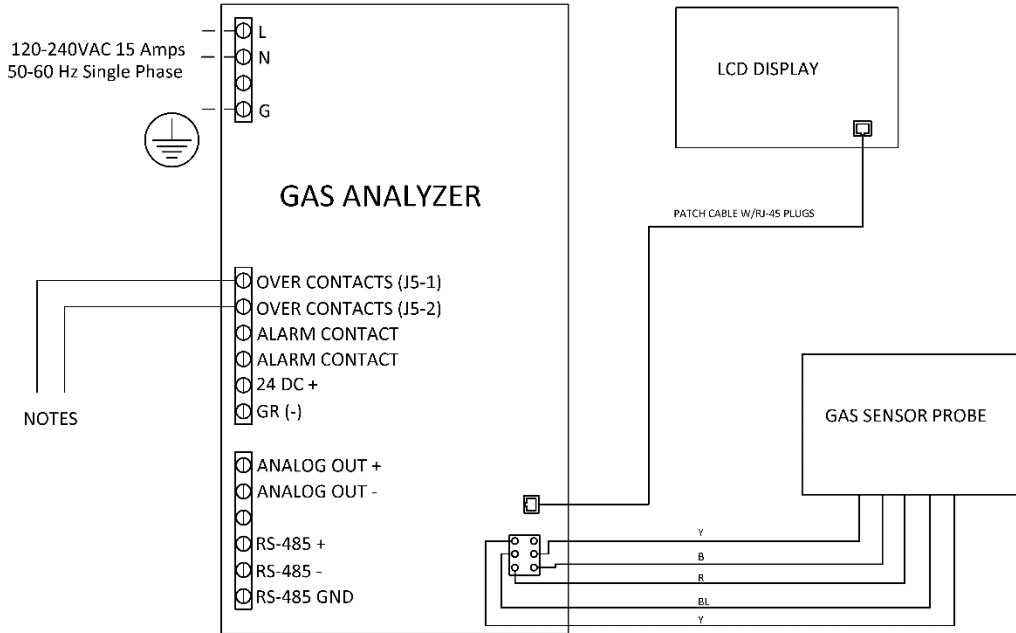 L
120-240VAC 15 Amps
50-60 Hz Single Phase
N
G
LCD DISPLAY
GAS ANALYZER
PATCH CABLE W/RJ-45 PLUGS
OVER CONTACTS (J5-1)
OVER CONTACTS (J5-2)
ALARM CONTACT
ALARM CONTACT
24 DC +
GR (-)
NOTES
GAS SENSOR PROBE
ANALOG OUT +
ANALOG OUT -
RS-485 +
RS-485 -
RS-485 GND
Y
B
R
BL
Y